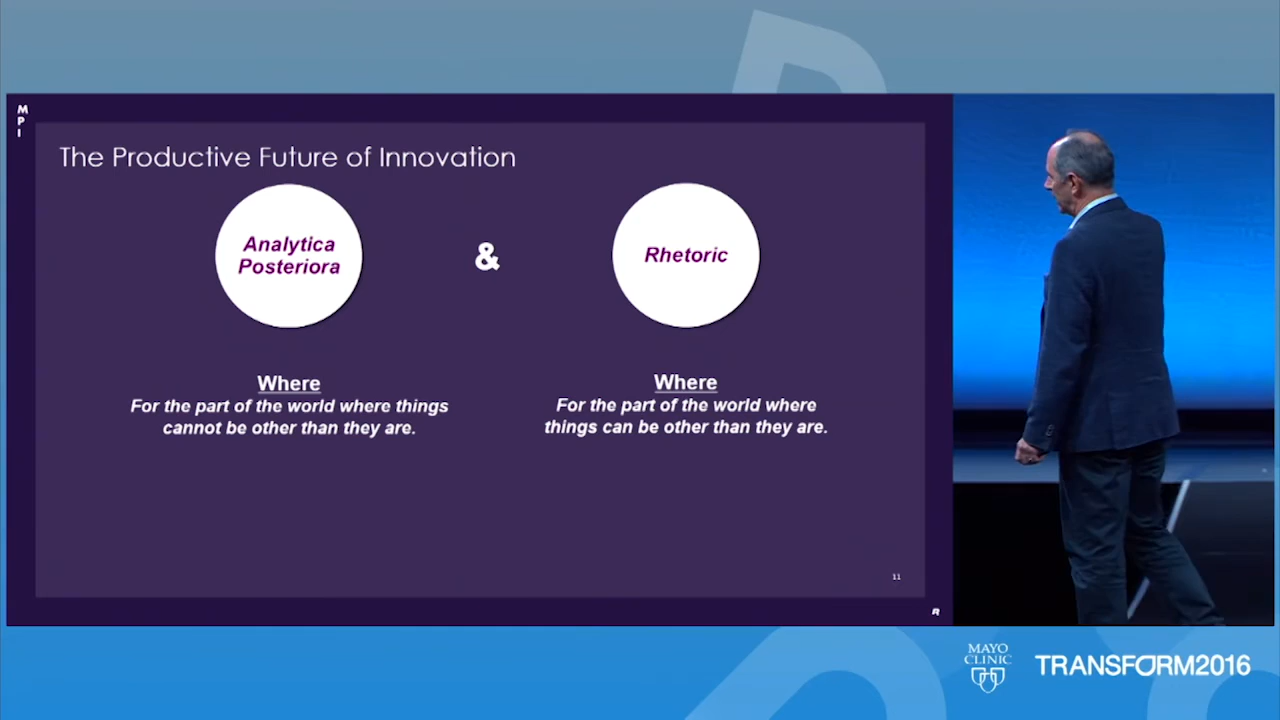 M
P
I
The Productive Future of Innovation
Analytica
Posteriora
&
Rhetoric
Where
For the part of the world where things
cannot be other than they are.
Where
For the part of the world where
things can be other than they are.
11
R
MAYO
CLINIC
TRANSFORM2016